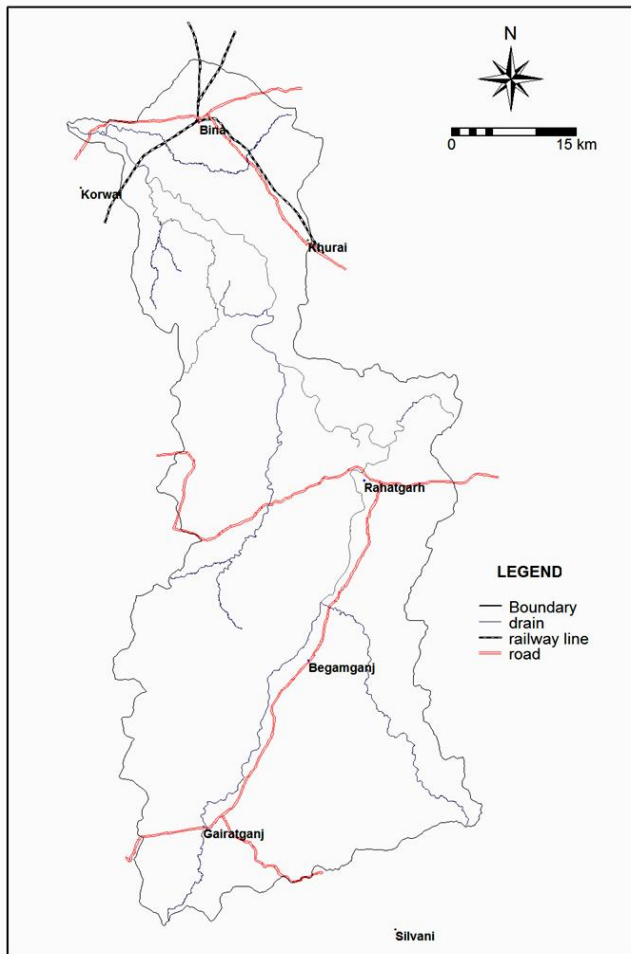 N
0 15 km
Bina
Korwai
Khurai
Rahatgarh
LEGEND
Boundary
drain
railway line
road
Begamganj
Gairatganj
Silvani